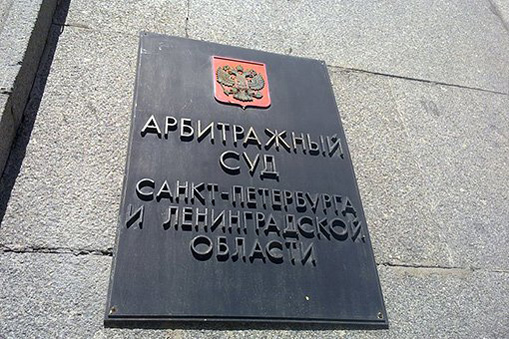 АРБИТРАЖНЫЙ
СУД
САНКТ-ПЕТЕРБУРГА
И ЛЕНИНГРАДСКОЙ
ОБЛАСТИ